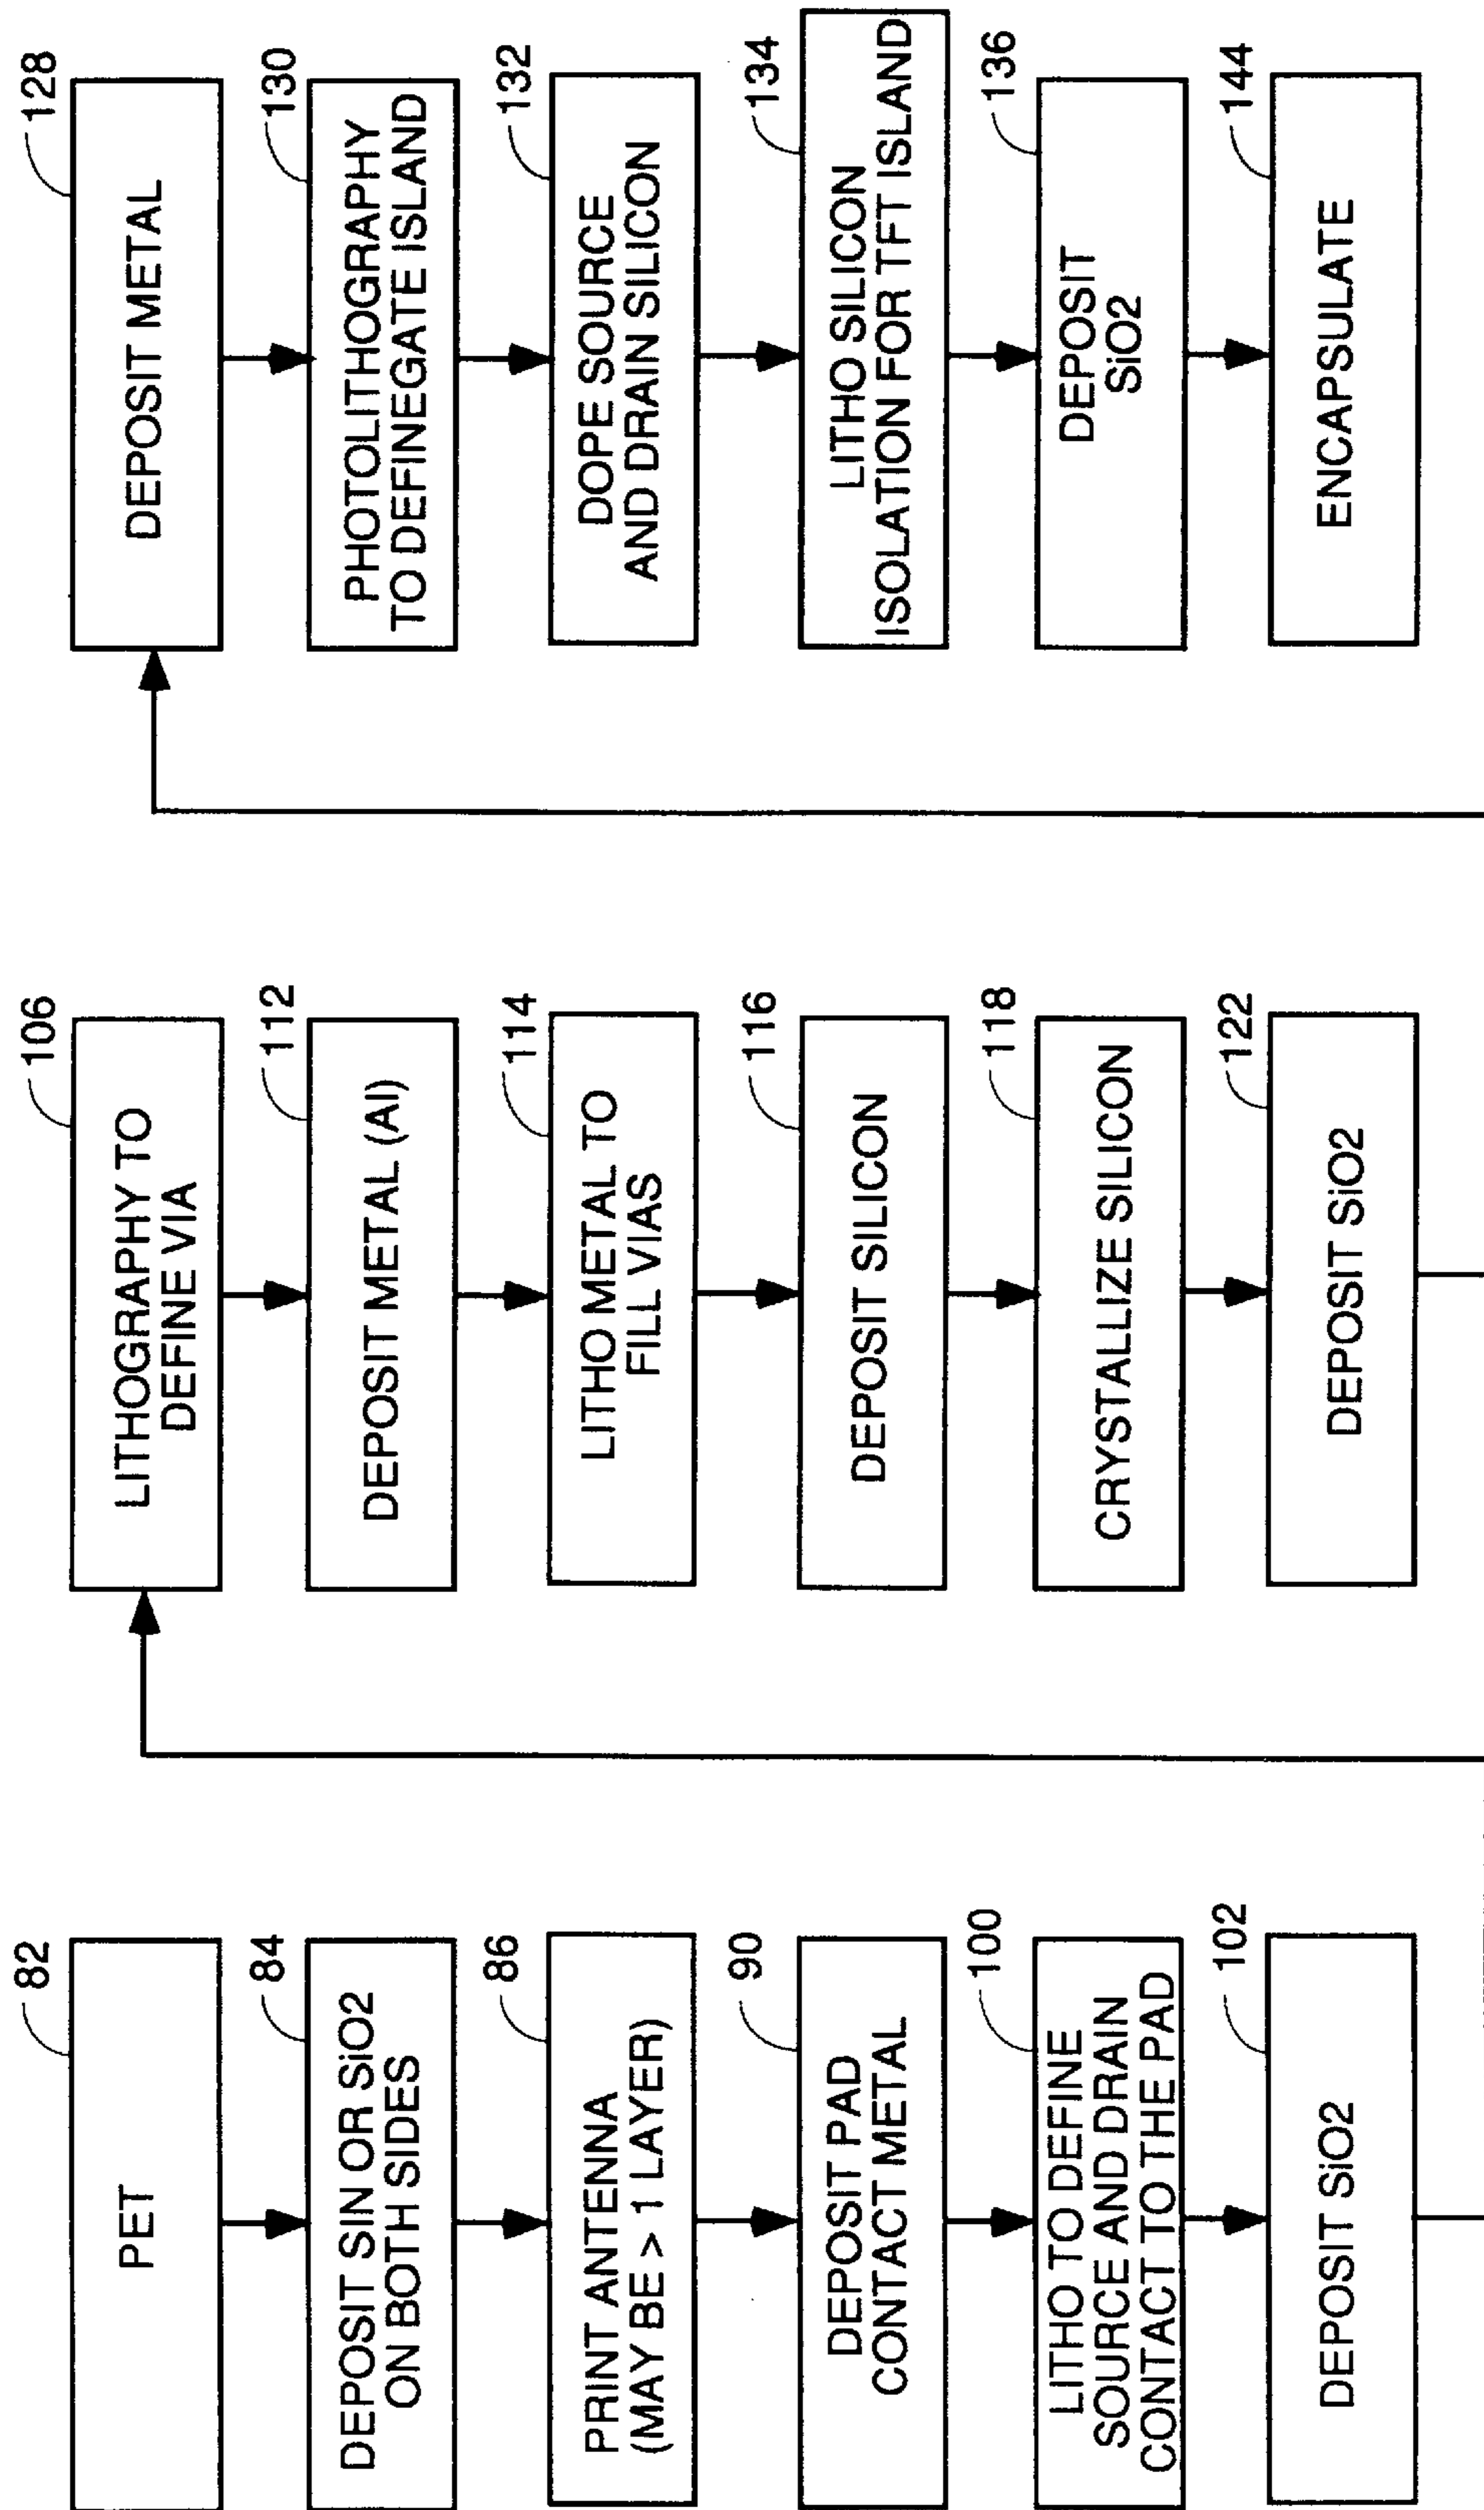 82
PET
84
DEPOSIT SIN OR SiO2
ON BOTH SIDES
86
PRINT ANTENNA
(MAY BE > 1 LAYER)
90
DEPOSIT PAD
CONTACT METAL
100
LITHO TO DEFINE
SOURCE AND DRAIN
CONTACT TO THE PAD
102
DEPOSIT SiO2
106
LITHOGRAPHY TO
DEFINE VIA
112
DEPOSIT METAL (Al)
114
LITHO METAL TO
FILL VIAS
116
DEPOSIT SILICON
118
CRYSTALLIZE SILICON
122
DEPOSIT SiO2
128
DEPOSIT METAL
130
PHOTOLITHOGRAPHY
TO DEFINEGATE ISLAND
132
DOPE SOURCE
AND DRAIN SILICON
134
LITHO SILICON
ISOLATION FOR TFT ISLAND
136
DEPOSIT
SiO2
144
ENCAPSULATE